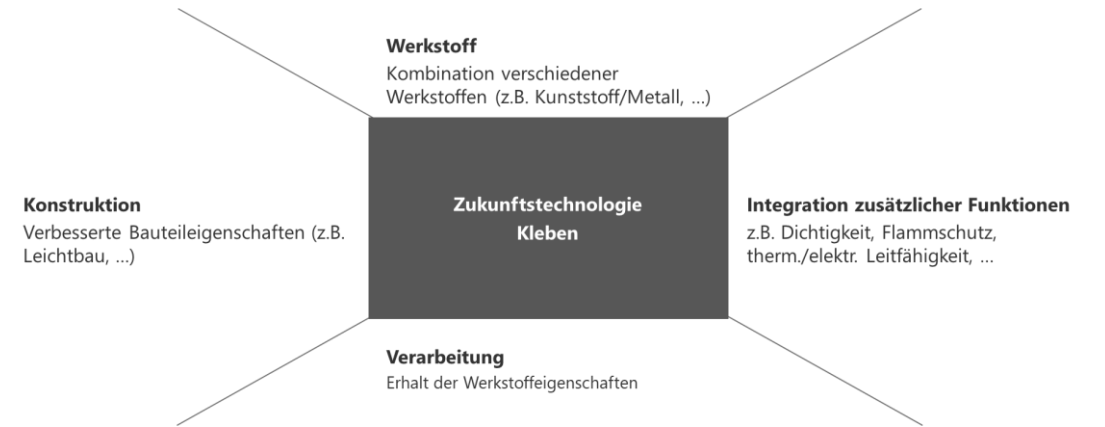 Werkstoff
Kombination verschiedener
Werkstoffen (z.B. Kunststoff/Metall, ...)
Konstruktion
Verbesserte Bauteileigenschaften (z.B.
Leichtbau, ...)
Zukunftstechnologie
Kleben
Integration zusätzlicher Funktionen
z.B. Dichtigkeit, Flammschutz,
therm./elektr. Leitfähigkeit, ...
Verarbeitung
Erhalt der Werkstoffeigenschaften